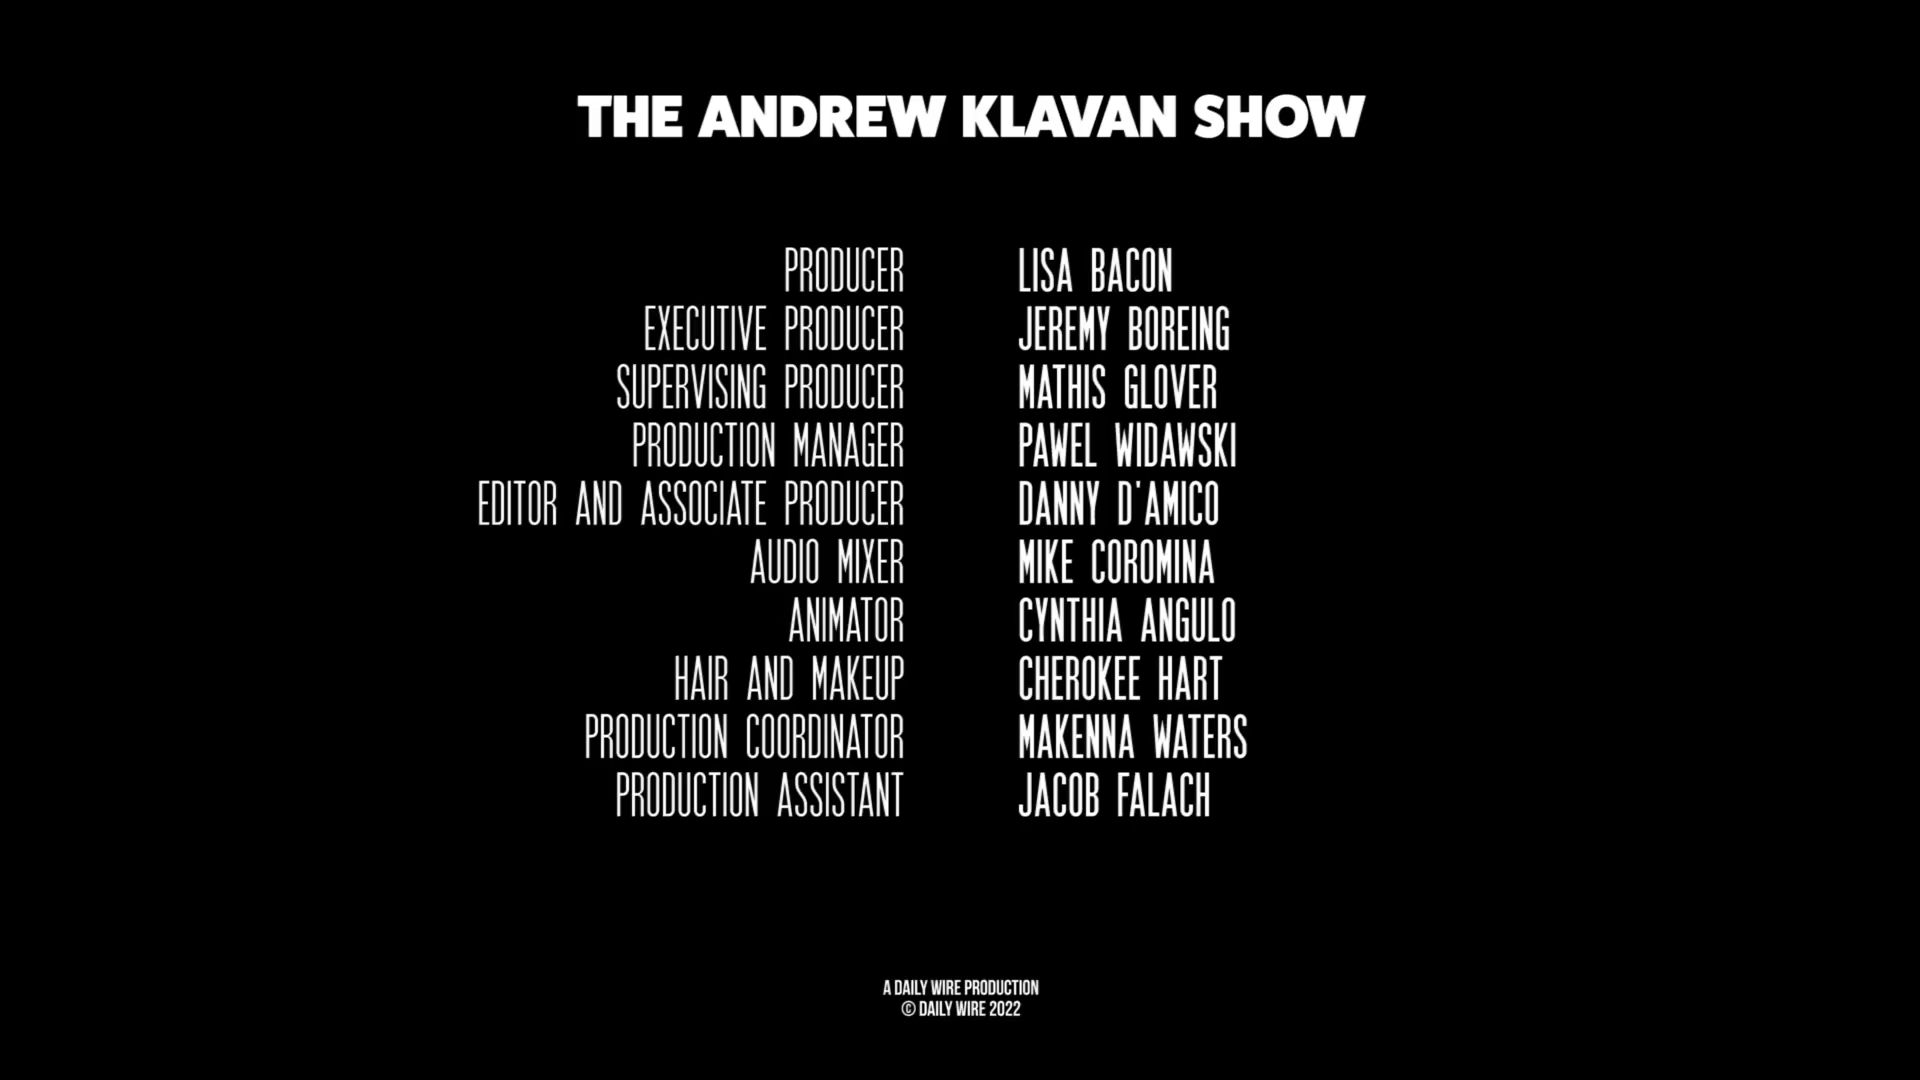 THE ANDREW KLAVAN SHOW
PRODUCER LISA BACON
EXECUTIVE PRODUCER JEREMY BOREING
SUPERVISING PRODUCER MATHIS GLOVER
PRODUCTION MANAGER PAWEL WIDAWSKI
EDITOR AND ASSOCIATE PRODUCER DANNY D'AMICO
AUDIO MIXER MIKE COROMINA
ANIMATOR CYNTHIA ANGULO
HAIR AND MAKEUP CHEROKEE HART
PRODUCTION COORDINATOR MAKENNA WATERS
PRODUCTION ASSISTANT JACOB FALACH
A DAILY WIRE PRODUCTION
© DAILY WIRE 2022